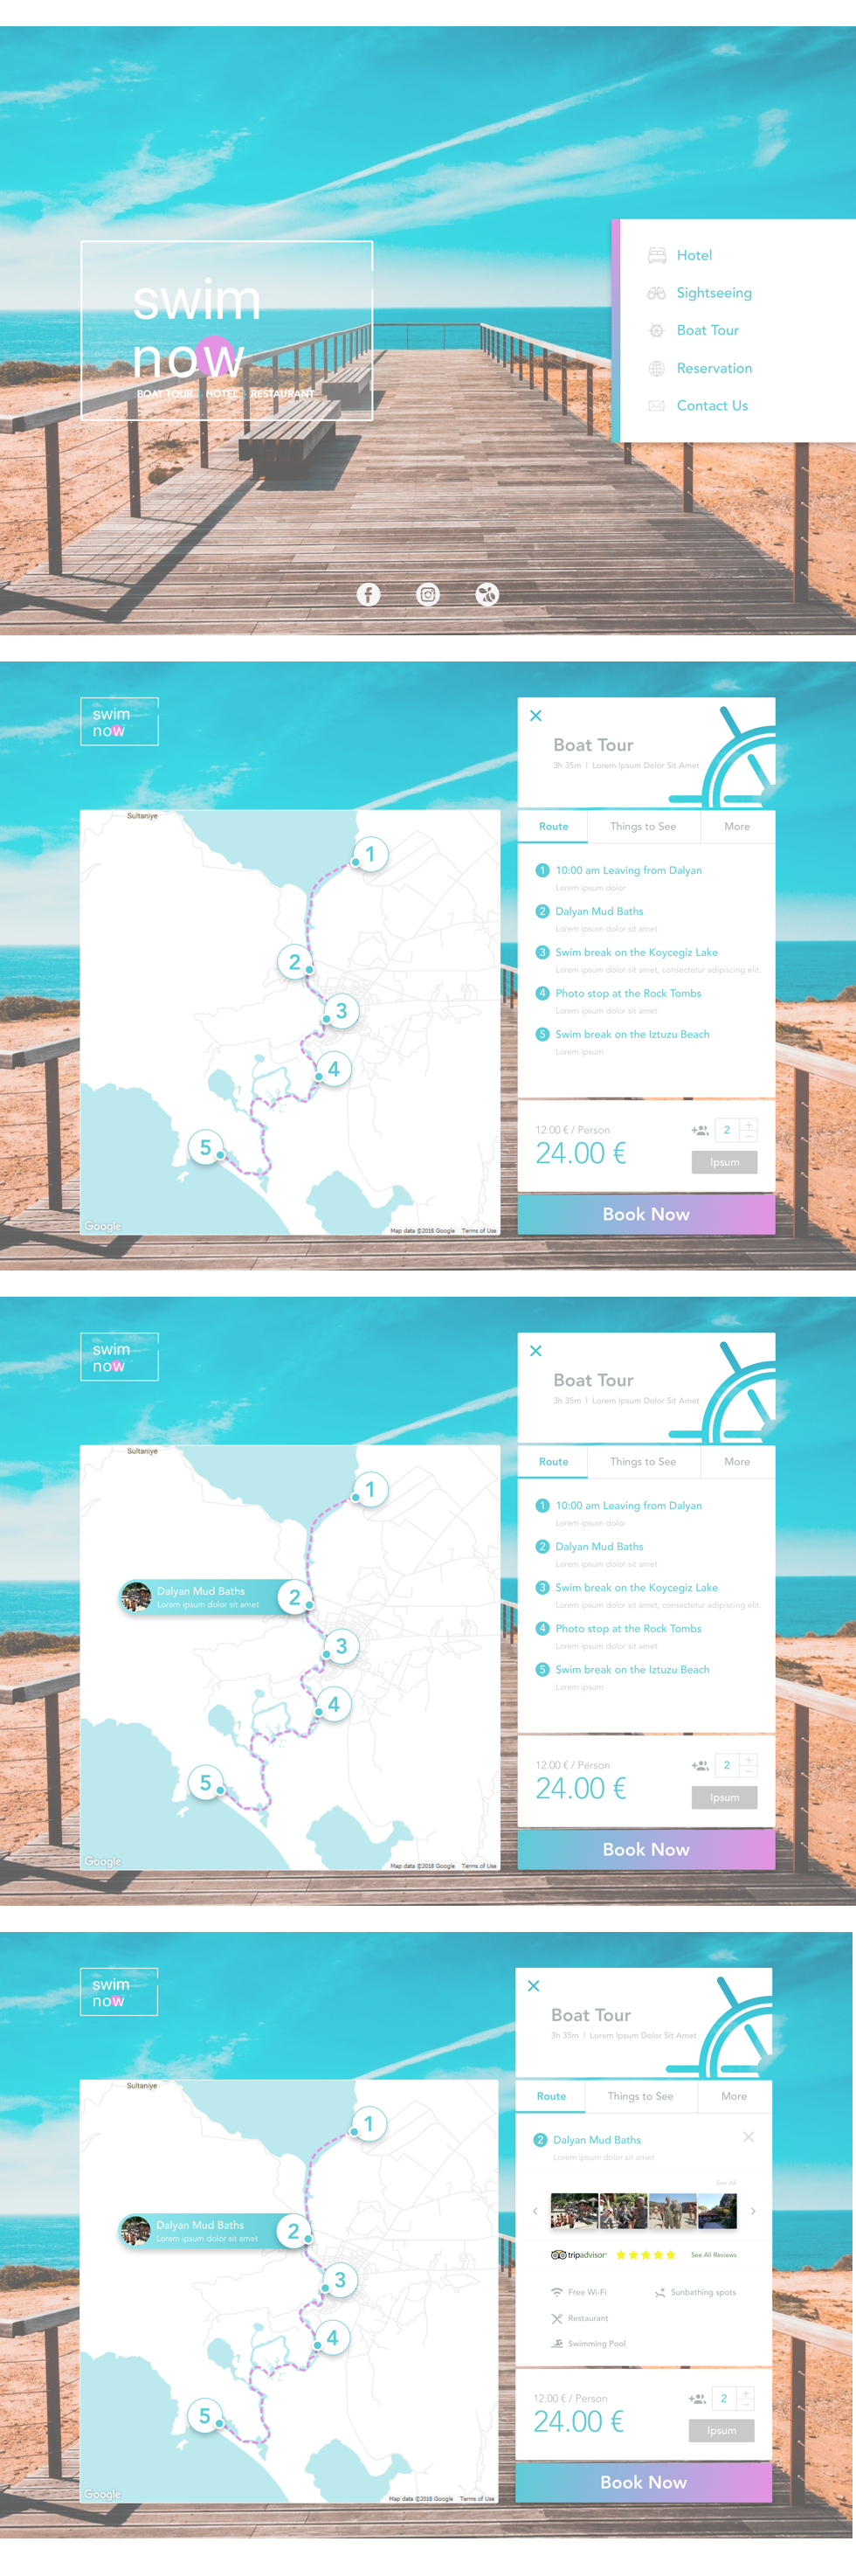 swim
now
BOAT TOUR | HOTEL | RESTAURANT
Hotel
Sightseeing
Boat Tour
Reservation
Contact Us
swim
now
Boat Tour
3h 35m | Lorem Ipsum Dolor Sit Amet
Route Things to See More
1 10:00 am Leaving from Dalyan
Lorem ipsum dolor
2 Dalyan Mud Baths
Lorem ipsum dolor sit amet
3 Swim break on the Koycegiz Lake
Lorem ipsum dolor sit amet, consectetur adipiscing elit.
4 Photo stop at the Rock Tombs
Lorem ipsum dolor sit amet
5 Swim break on the Iztuzu Beach
Lorem ipsum
12.00 € / Person
2
24.00 €
Ipsum
Book Now
Sultaniye
1
2
3
4
5
Google
Map data ©2018 Google Terms of Use
swim
now
Boat Tour
3h 35m | Lorem Ipsum Dolor Sit Amet
Route Things to See More
1 10:00 am Leaving from Dalyan
Lorem ipsum dolor
2 Dalyan Mud Baths
Lorem ipsum dolor sit amet
3 Swim break on the Koycegiz Lake
Lorem ipsum dolor sit amet, consectetur adipiscing elit.
4 Photo stop at the Rock Tombs
Lorem ipsum dolor sit amet
5 Swim break on the Iztuzu Beach
Lorem ipsum
12.00 € / Person
2
24.00 €
Ipsum
Book Now
Sultaniye
1
Dalyan Mud Baths
Lorem ipsum dolor sit amet
2
3
4
5
Google
Map data ©2018 Google Terms of Use
swim
now
Boat Tour
3h 35m | Lorem Ipsum Dolor Sit Amet
Route Things to See More
2 Dalyan Mud Baths
Lorem ipsum dolor sit amet
See All
tripadvisor
See All Reviews
Free Wi-Fi
Sunbathing spots
Restaurant
Swimming Pool
12.00 € / Person
2
24.00 €
Ipsum
Book Now
Sultaniye
1
Dalyan Mud Baths
Lorem ipsum dolor sit amet
2
3
4
5
Google
Map data ©2018 Google Terms of Use